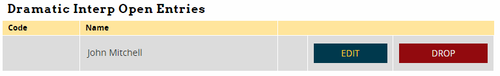 Dramatic Interp Open Entries
Code Name
John Mitchell EDIT DROP